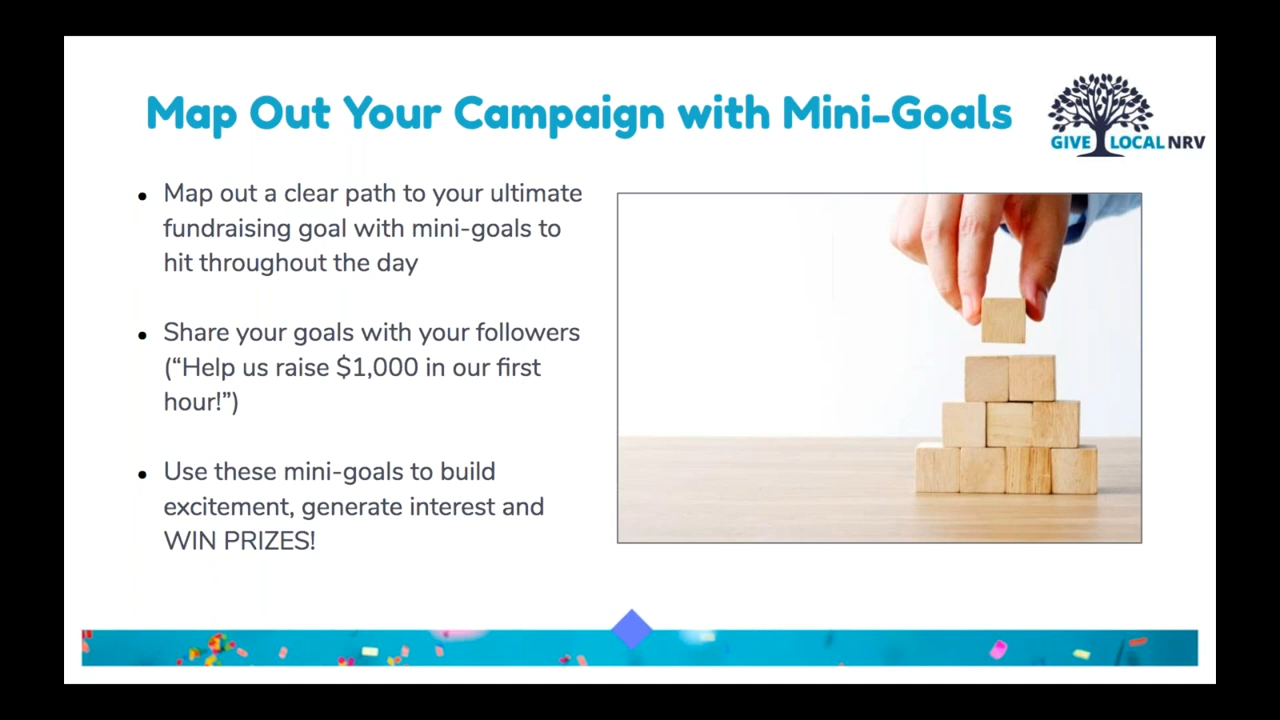 Map Out Your Campaign with Mini-Goals
GIVE LOCAL NRV
• Map out a clear path to your ultimate
fundraising goal with mini-goals to
hit throughout the day
• Share your goals with your followers
(“Help us raise $1,000 in our first
hour!”)
• Use these mini-goals to build
excitement, generate interest and
WIN PRIZES!